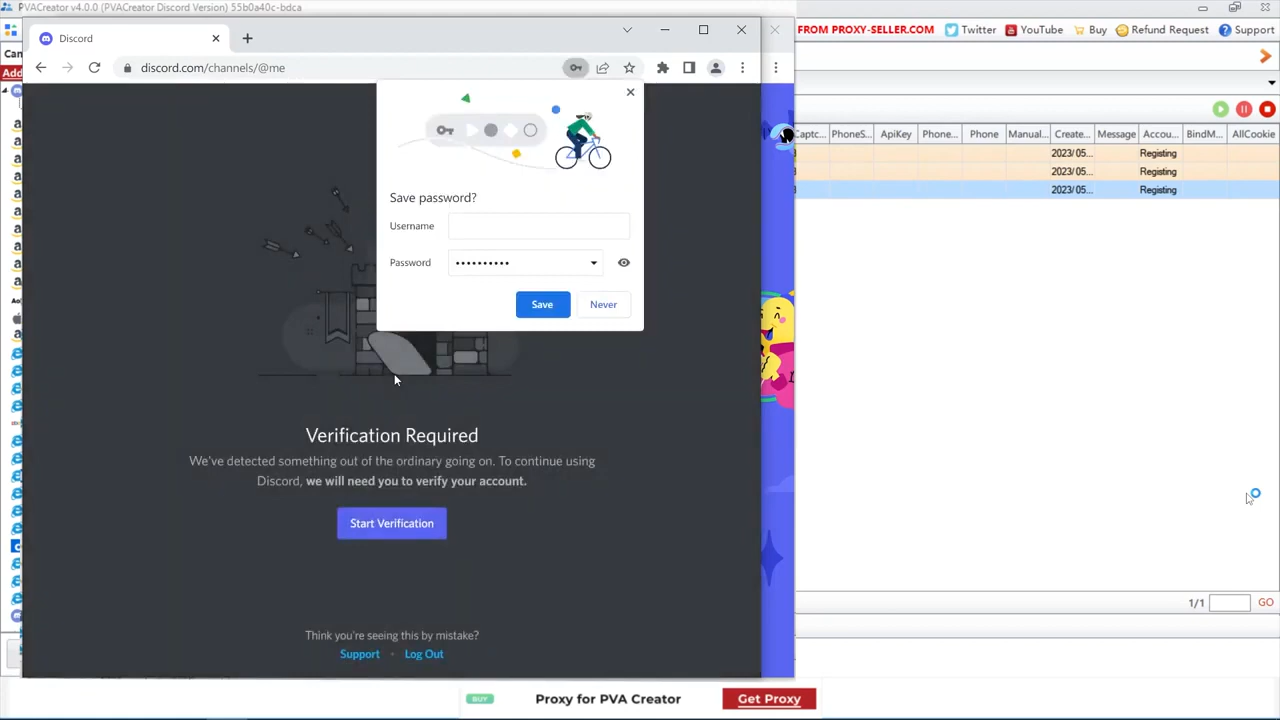 PVACreator v4.0.0 (PVACreator Discord Version) 55b0a40c-bdca
Discord
discord.com/channels/@me
FROM PROXY-SELLER.COM
Twitter
YouTube
Buy
Refund Request
Support
Can
Add
Save password?
Username
Password
••••••••••
Save
Never
Captc...
PhoneS...
ApiKey
Phone...
Phone
Manual...
Create...
Message
Accou...
BindM...
AllCookie
2023/05... Registing
2023/05... Registing
2023/05... Registing
Verification Required
We've detected something out of the ordinary going on. To continue using
Discord, we will need you to verify your account.
Start Verification
Think you're seeing this by mistake?
Support • Log Out
1/1
GO
BUY
Proxy for PVA Creator
Get Proxy